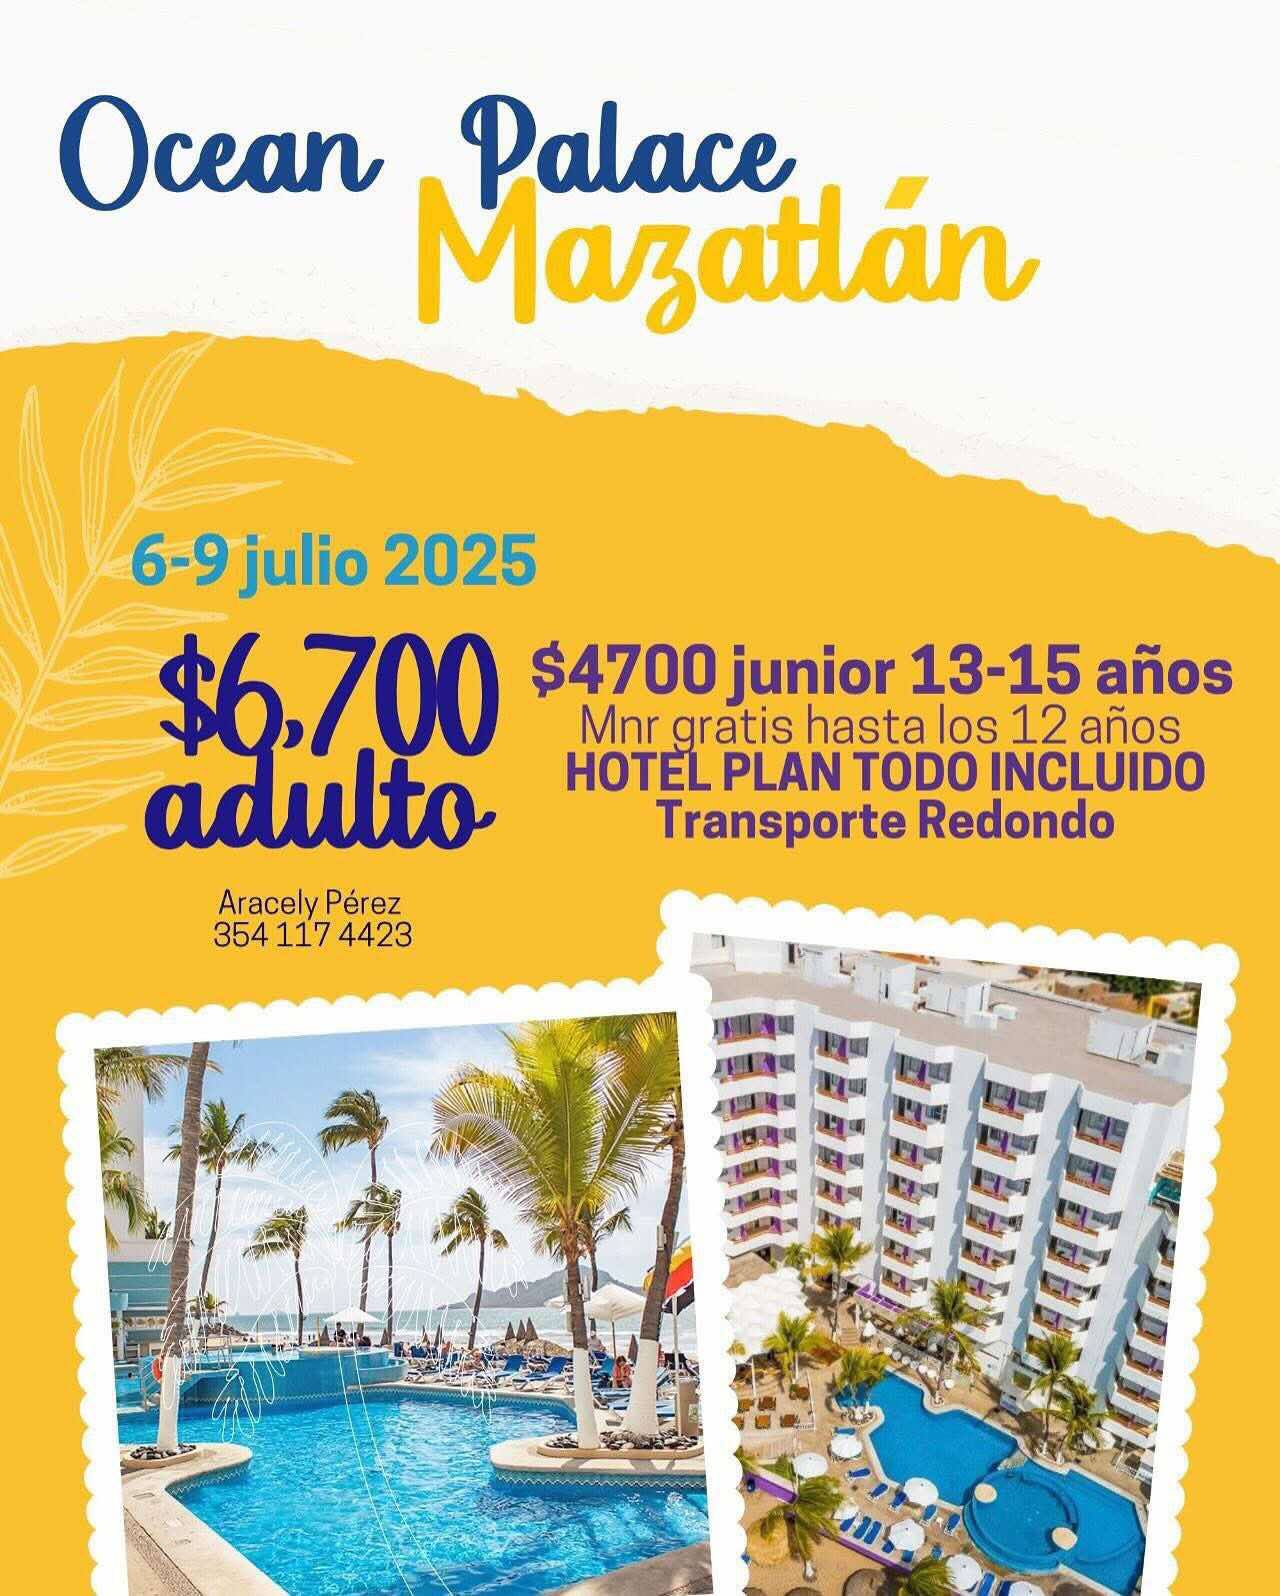 Ocean Palace
Mazatlán
6-9 julio 2025
$6,700
adulto
$4700 junior 13-15 años
Mnr gratis hasta los 12 años
HOTEL PLAN TODO INCLUIDO
Transporte Redondo
Aracely Pérez
354 117 4423